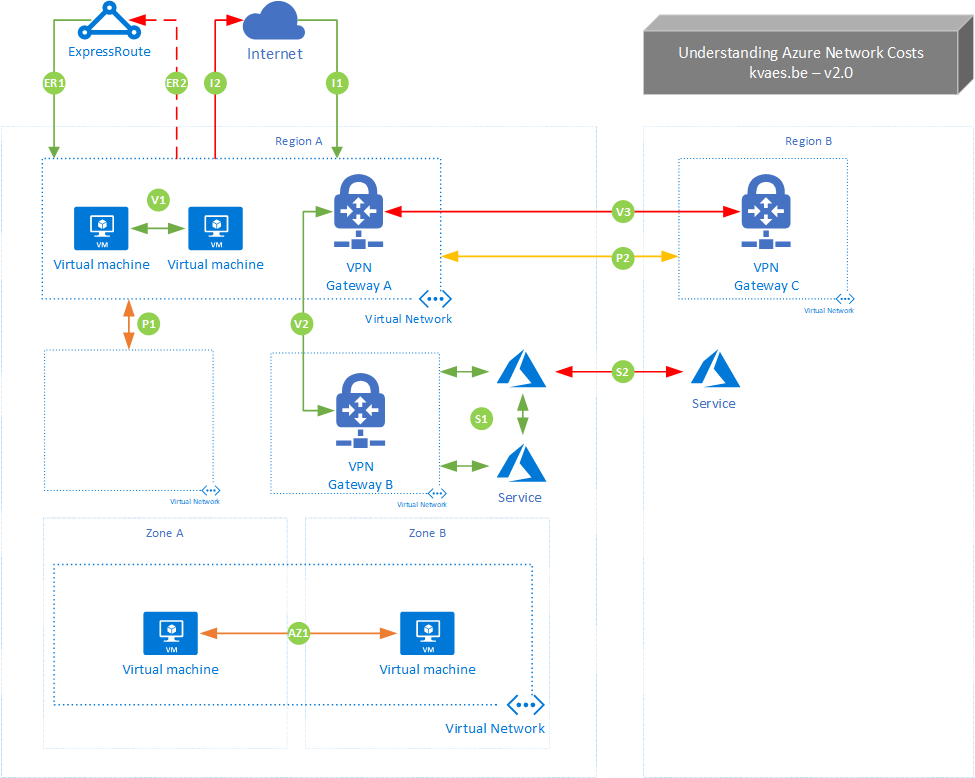 ExpressRoute
Internet
Understanding Azure Network Costs
kvaes.be – v2.0
ER1
ER2
I2
I1
Region A
Region B
V1
VM
VM
Virtual machine
Virtual machine
VPN
Gateway A
V3
P2
VPN
Gateway C
Virtual Network
Virtual Network
P1
V2
S2
Service
S1
VPN
Gateway B
Service
Virtual Network
Virtual Network
Zone A
Zone B
VM
AZ1
VM
Virtual machine
Virtual machine
Virtual Network